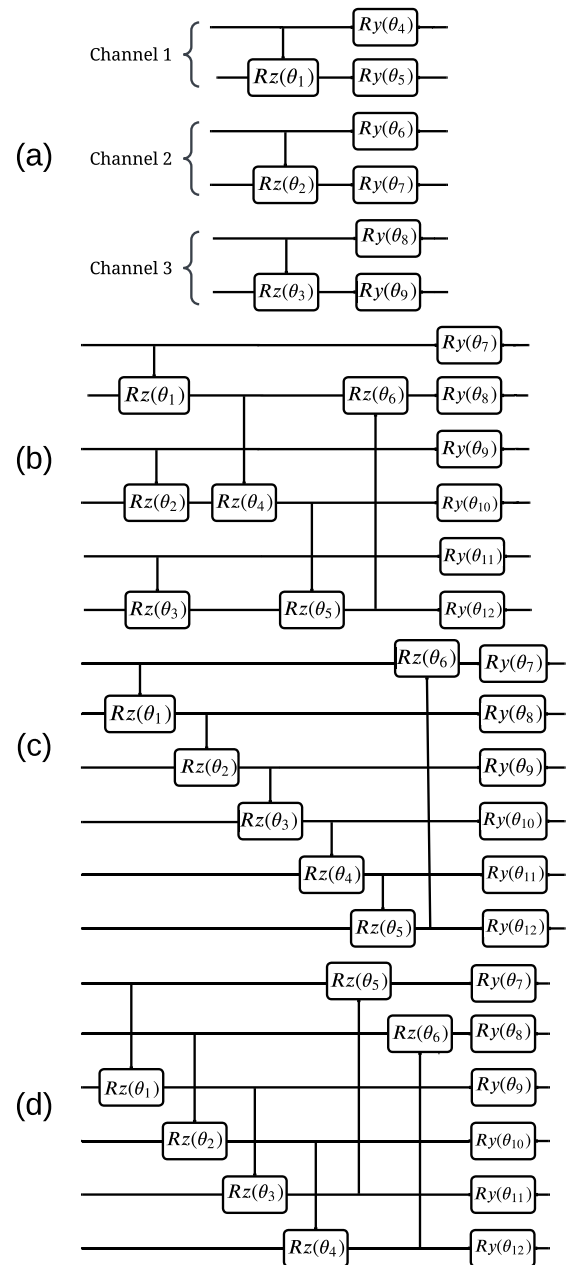 Ry(θ₄)
Channel 1
Rz(θ₁) Ry(θ₅)
Ry(θ₆)
(a) Channel 2
Rz(θ₂) Ry(θ₇)
Ry(θ₈)
Channel 3
Rz(θ₃) Ry(θ₉)
Ry(θ₇)
Rz(θ₁) Rz(θ₆) Ry(θ₈)
(b) Ry(θ₉)
Rz(θ₂) Rz(θ₄) Ry(θ₁₀)
Ry(θ₁₁)
Rz(θ₃) Rz(θ₅) Ry(θ₁₂)
Rz(θ₆) Ry(θ₇)
Rz(θ₁) Ry(θ₈)
(c) Rz(θ₂) Ry(θ₉)
Rz(θ₃) Ry(θ₁₀)
Rz(θ₄) Ry(θ₁₁)
Rz(θ₅) Ry(θ₁₂)
Rz(θ₅) Ry(θ₇)
Rz(θ₆) Ry(θ₈)
(d) Rz(θ₁) Ry(θ₉)
Rz(θ₂) Ry(θ₁₀)
Rz(θ₃) Ry(θ₁₁)
Rz(θ₄) Ry(θ₁₂)